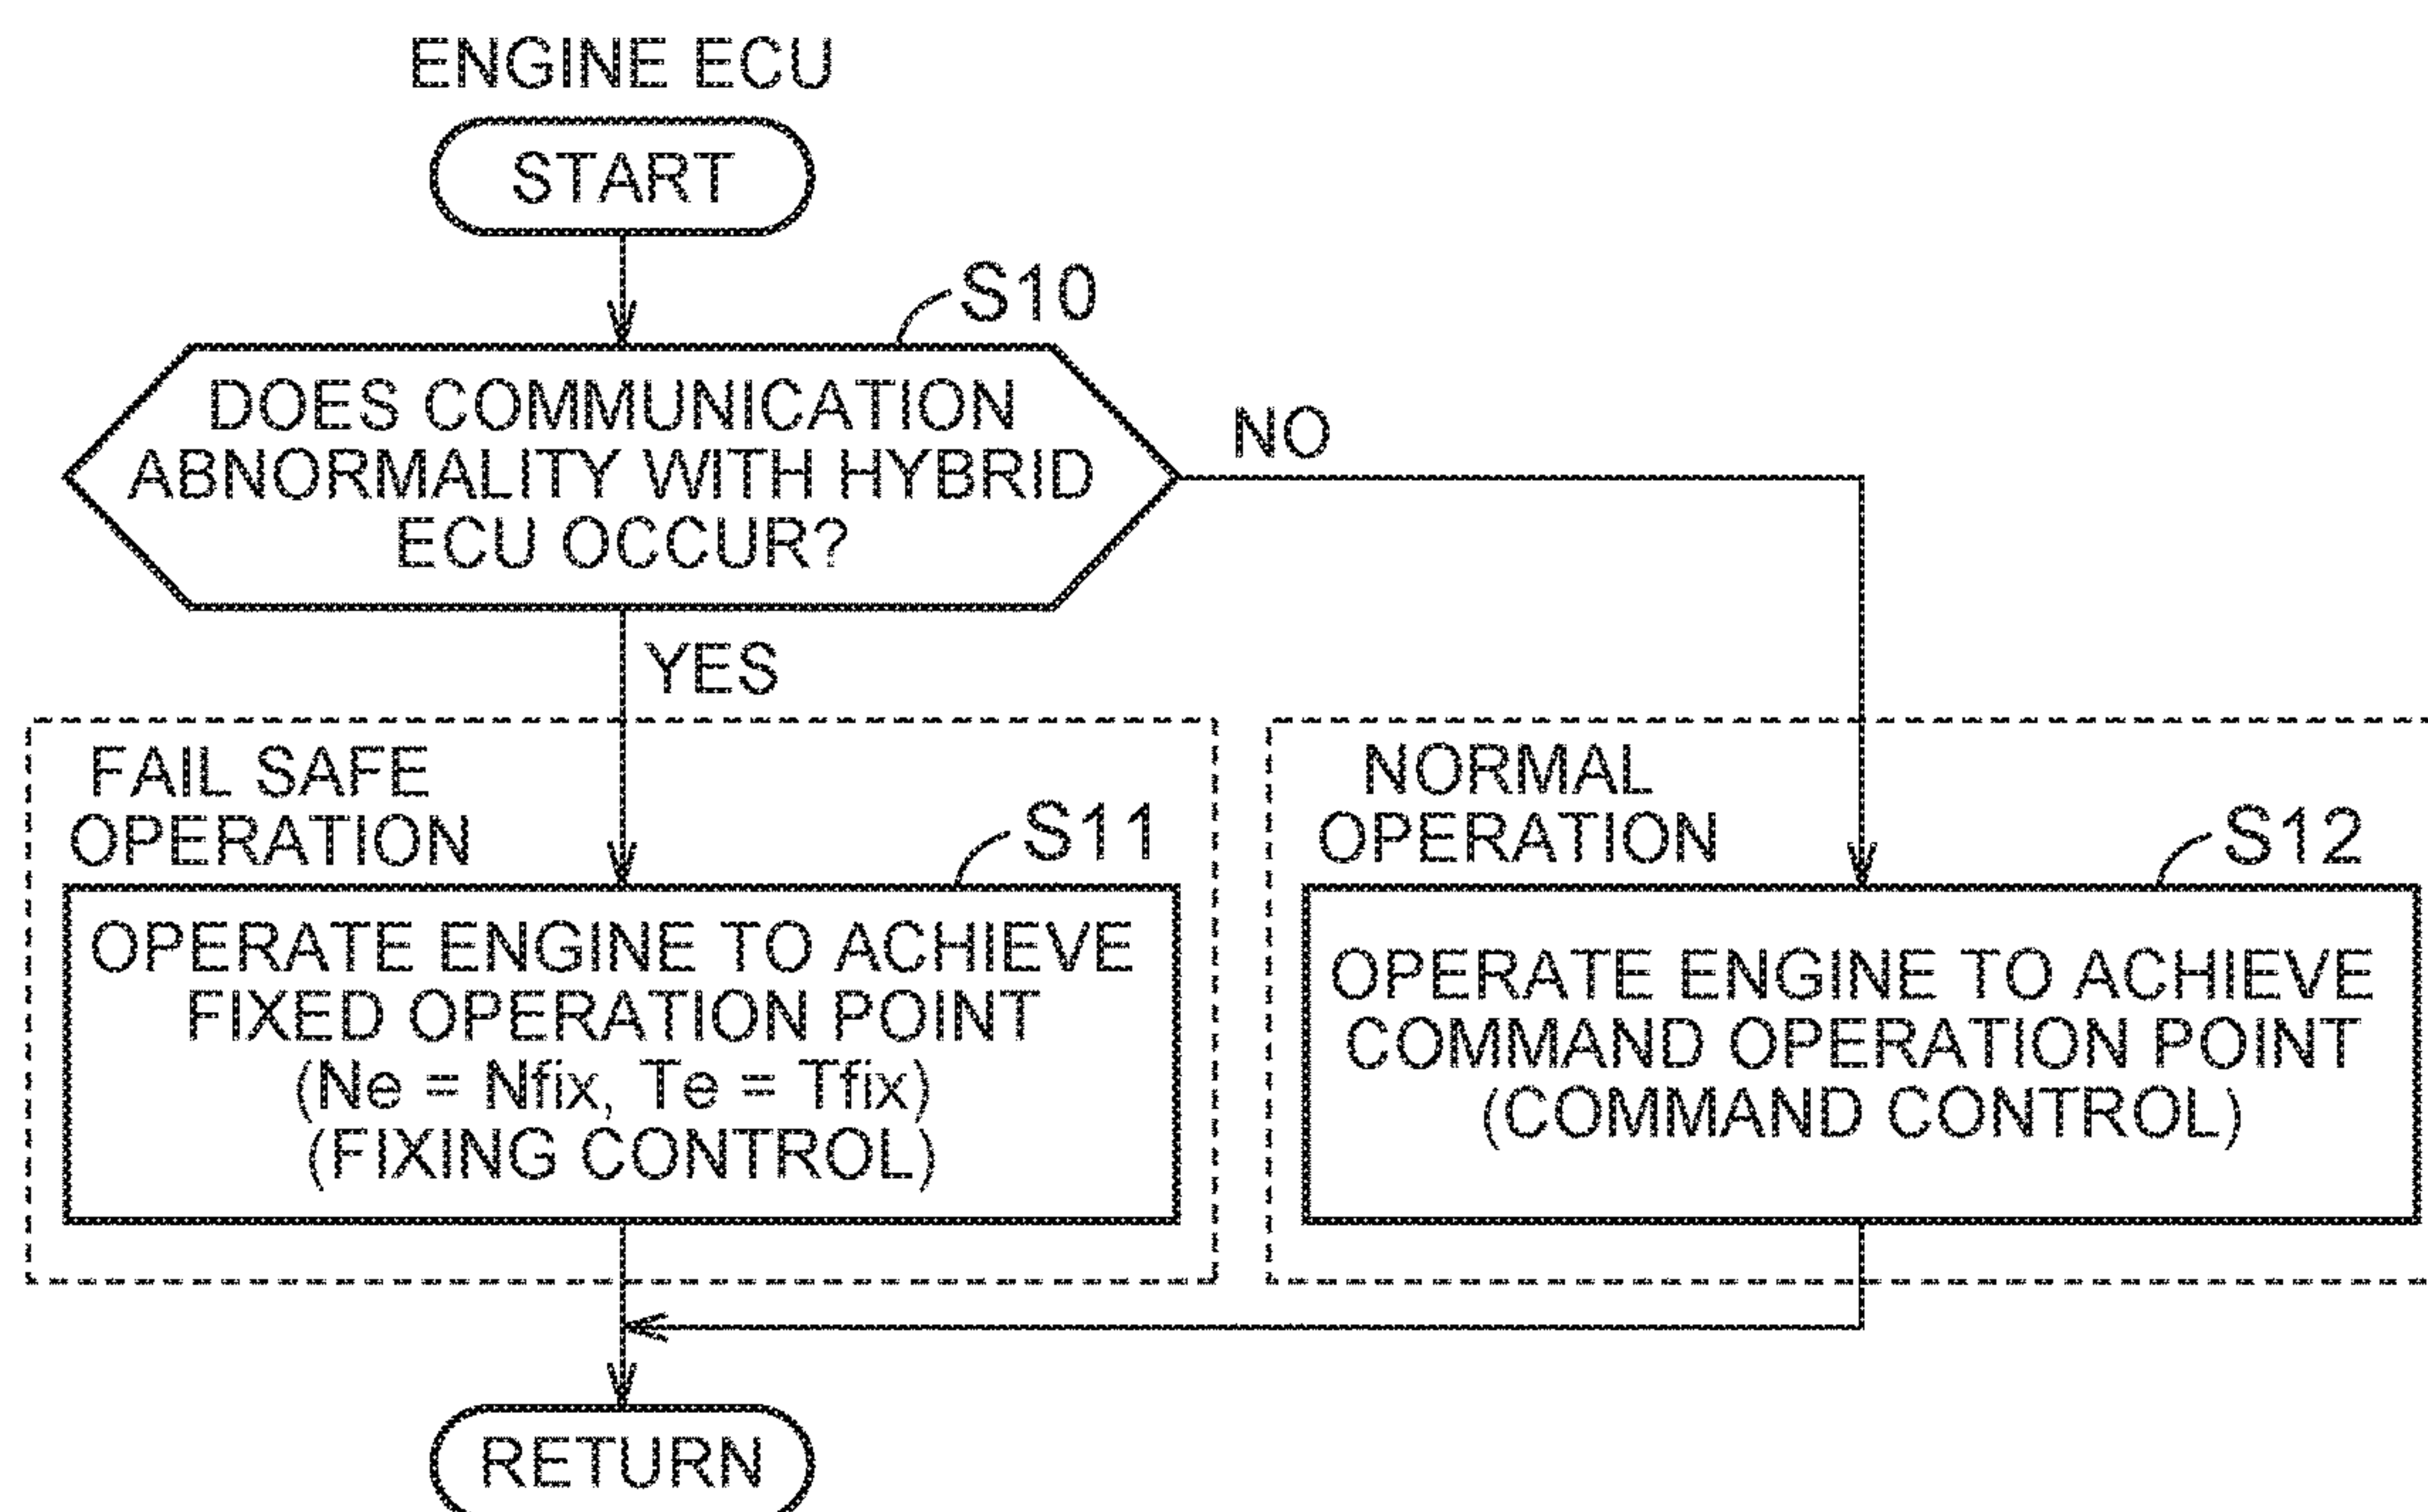 ENGINE ECU
START
S10
DOES COMMUNICATION
ABNORMALITY WITH HYBRID
ECU OCCUR?
NO
YES
FAIL SAFE
OPERATION
S11
OPERATE ENGINE TO ACHIEVE
FIXED OPERATION POINT
(Ne = Nfix, Te = Tfix)
(FIXING CONTROL)
NORMAL
OPERATION
S12
OPERATE ENGINE TO ACHIEVE
COMMAND OPERATION POINT
(COMMAND CONTROL)
RETURN